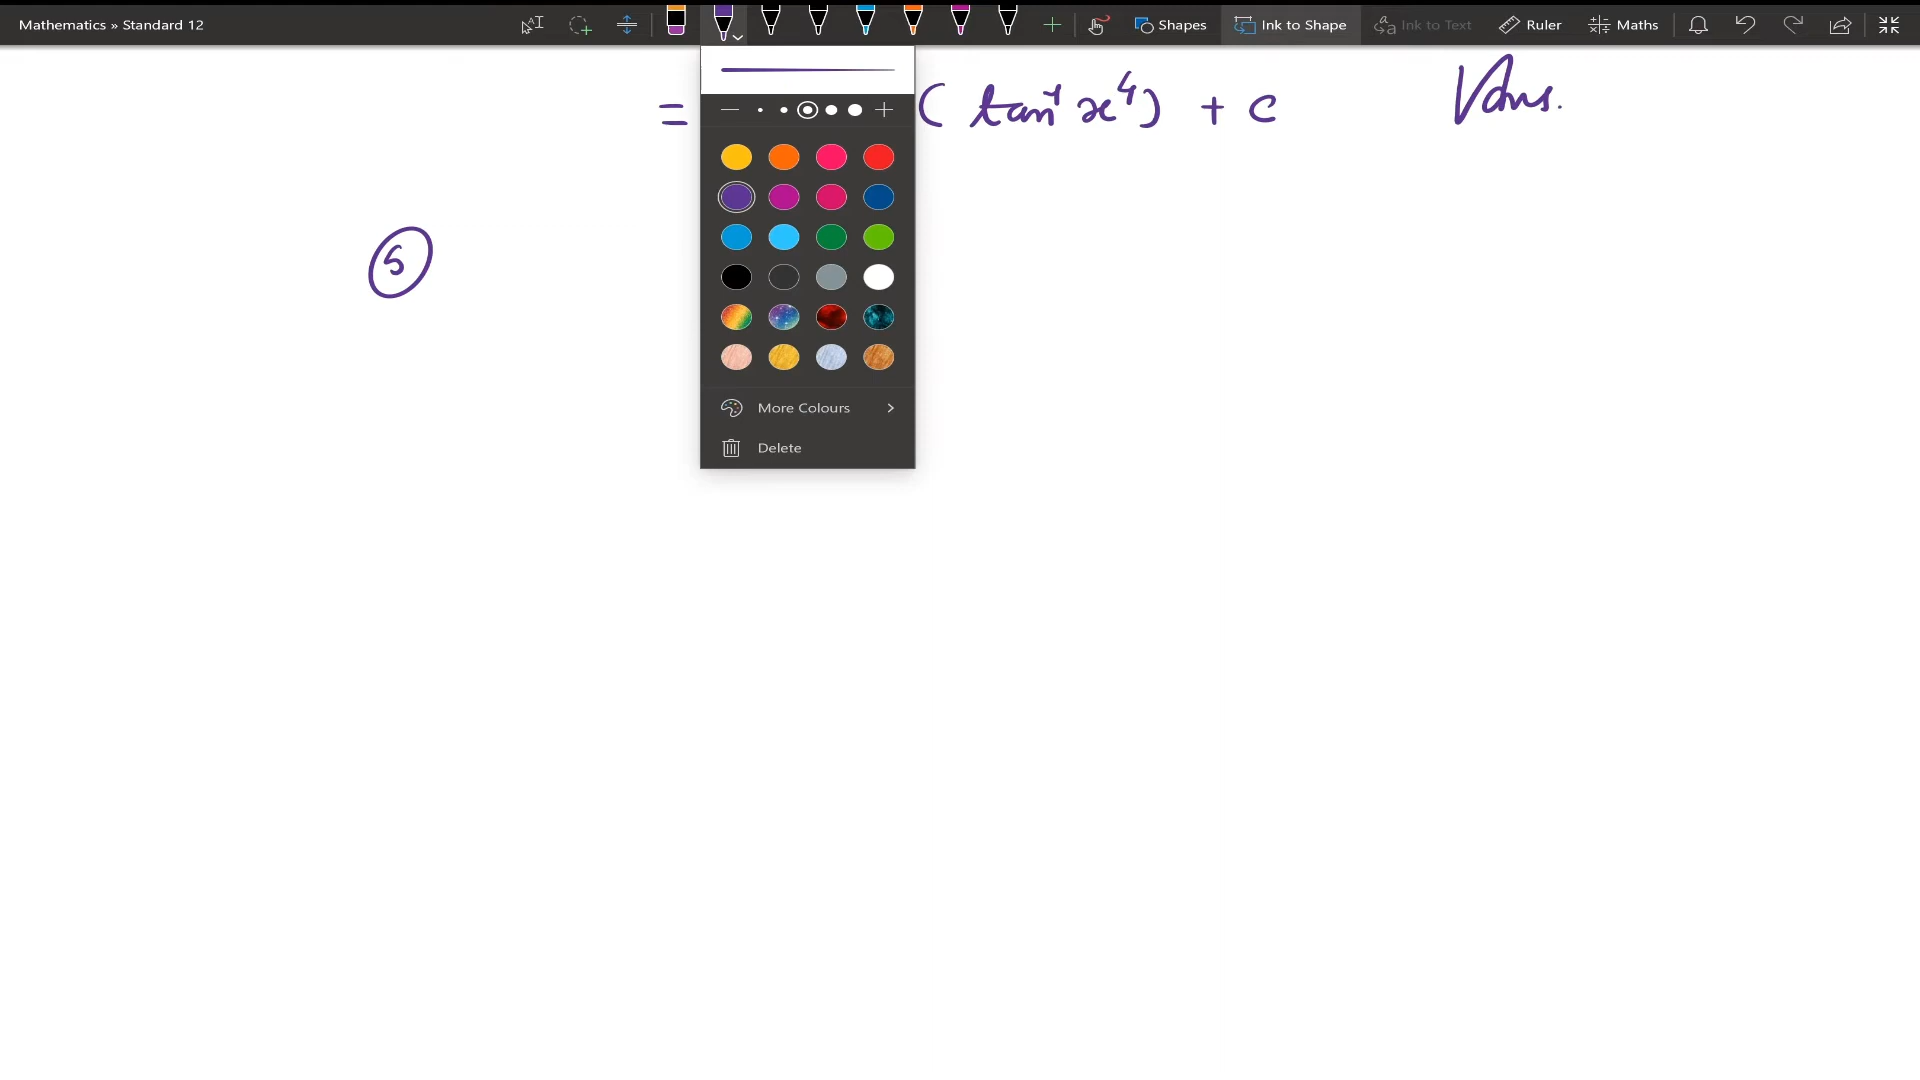 Mathematics » Standard 12
Shapes
Ink to Shape
Ink to Text
Ruler
Maths
= ( tan⁻¹ x⁴) + c
Ans.
5
More Colours
Delete